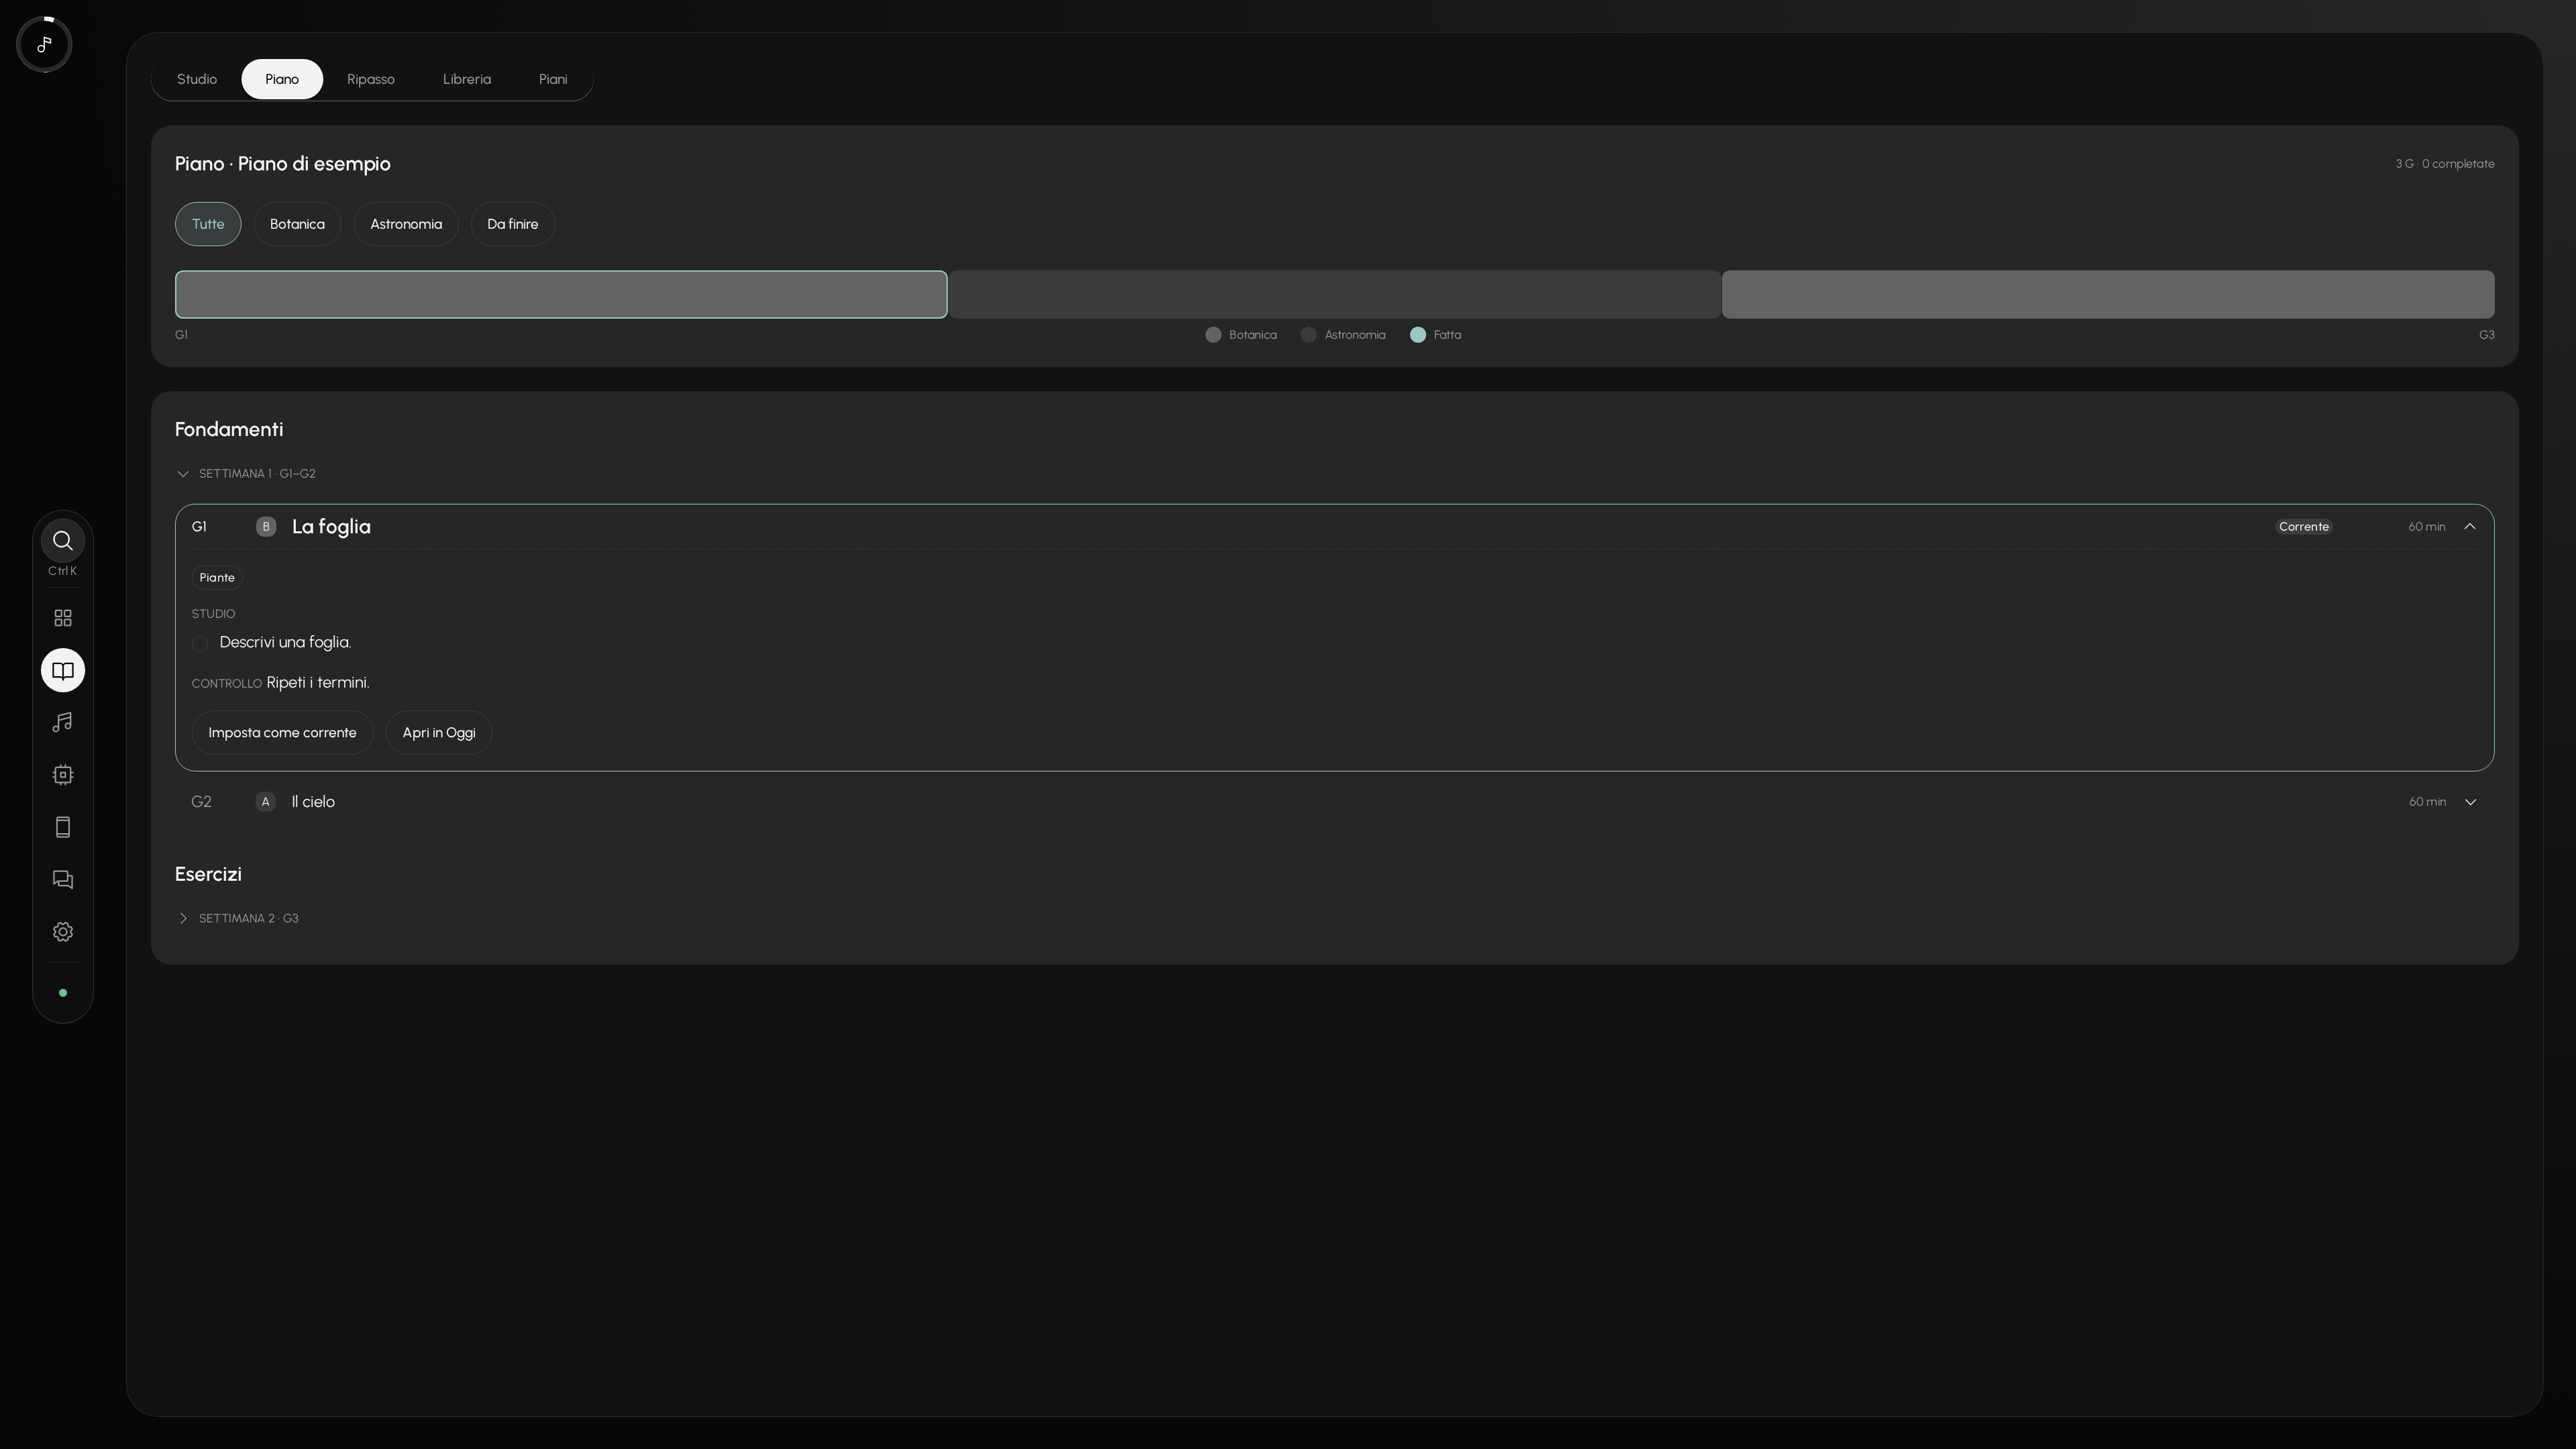 Studio Piano Ripasso Libreria Piani
Piano · Piano di esempio
3 G · 0 completate
Tutte Botanica Astronomia Da finire
G1 Botanica Astronomia Fatta G3
Fondamenti
SETTIMANA 1 · G1–G2
G1 B La foglia Corrente 60 min
Piante
STUDIO
Descrivi una foglia.
CONTROLLO Ripeti i termini.
Imposta come corrente Apri in Oggi
G2 A Il cielo 60 min
Esercizi
SETTIMANA 2 · G3
Ctrl K